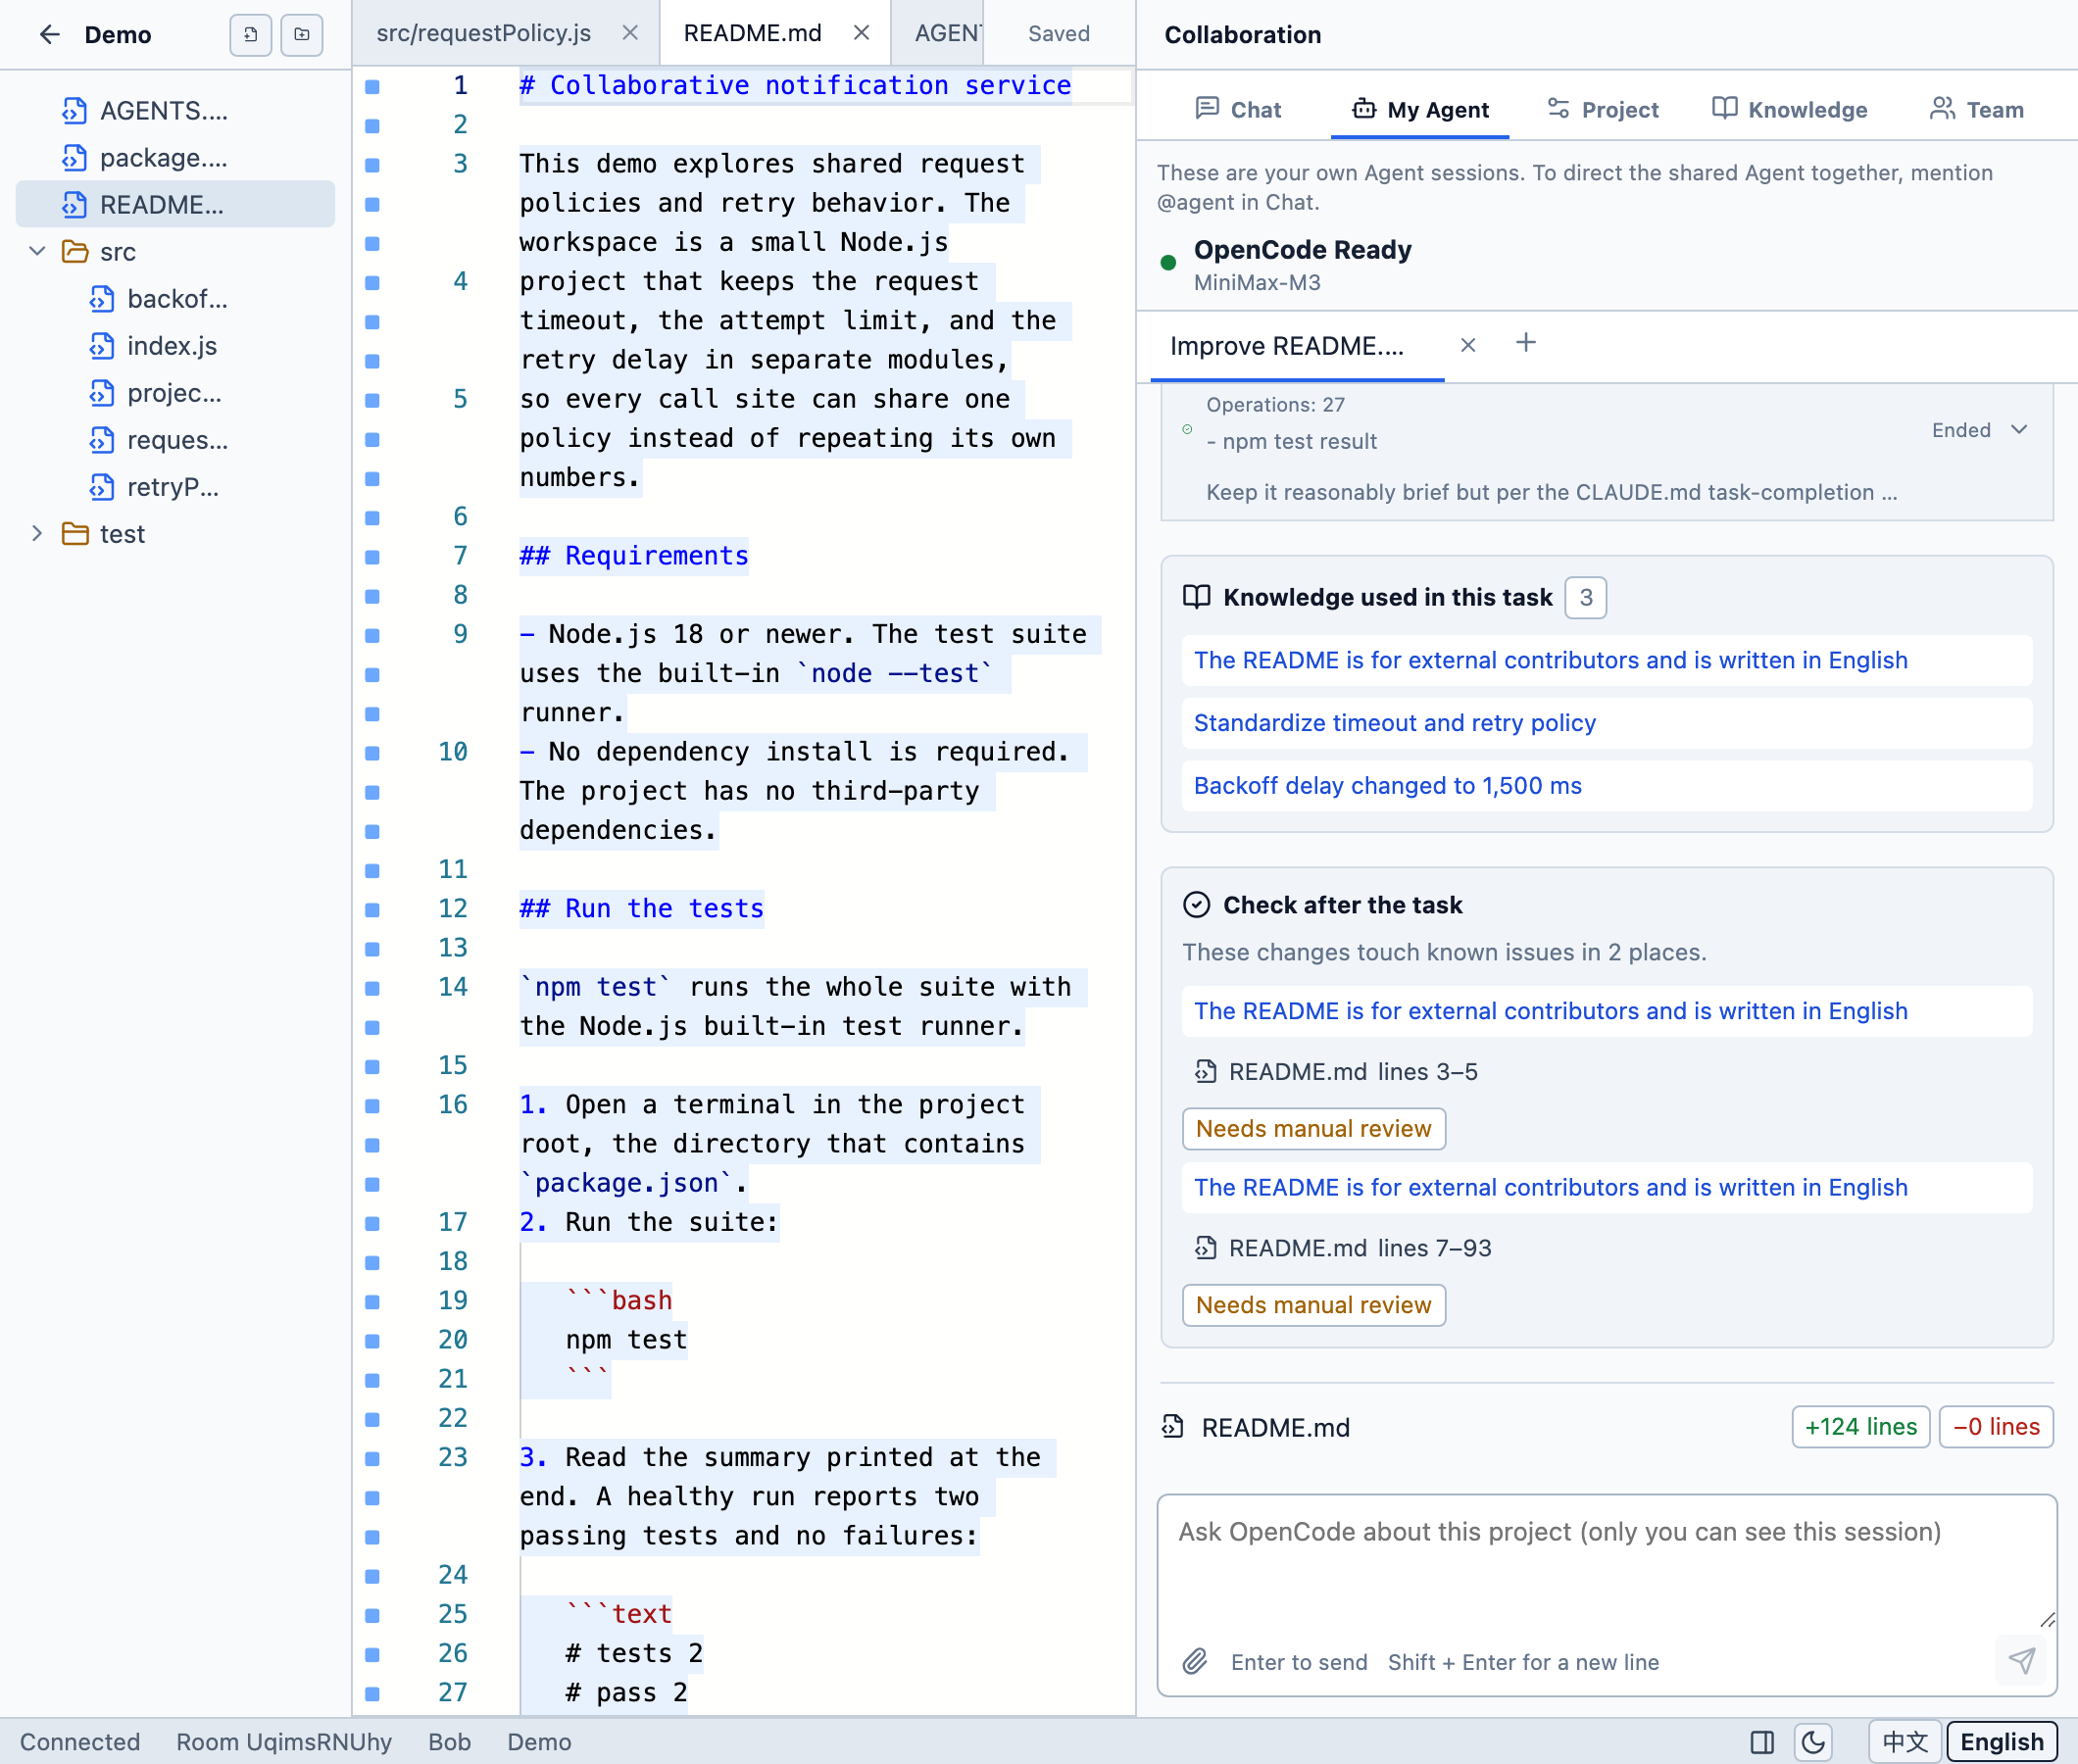 Demo
AGENTS....
package....
README...
src
backof...
index.js
projec...
reques...
retryP...
test
src/requestPolicy.js
README.md
AGENT
Saved
1 # Collaborative notification service
2
3 This demo explores shared request
policies and retry behavior. The
workspace is a small Node.js
4 project that keeps the request
timeout, the attempt limit, and the
retry delay in separate modules,
5 so every call site can share one
policy instead of repeating its own
numbers.
6
7 ## Requirements
8
9 - Node.js 18 or newer. The test suite
uses the built-in `node --test`
runner.
10 - No dependency install is required.
The project has no third-party
dependencies.
11
12 ## Run the tests
13
14 `npm test` runs the whole suite with
the Node.js built-in test runner.
15
16 1. Open a terminal in the project
root, the directory that contains
`package.json`.
17 2. Run the suite:
18
19 ```bash
20 npm test
21 ```
22
23 3. Read the summary printed at the
end. A healthy run reports two
passing tests and no failures:
24
25 ```text
26 # tests 2
27 # pass 2
Collaboration
Chat
My Agent
Project
Knowledge
Team
These are your own Agent sessions. To direct the shared Agent together, mention
@agent in Chat.
OpenCode Ready
MiniMax-M3
Improve README....
Operations: 27
- npm test result
Ended
Keep it reasonably brief but per the CLAUDE.md task-completion ...
Knowledge used in this task 3
The README is for external contributors and is written in English
Standardize timeout and retry policy
Backoff delay changed to 1,500 ms
Check after the task
These changes touch known issues in 2 places.
The README is for external contributors and is written in English
README.md lines 3–5
Needs manual review
The README is for external contributors and is written in English
README.md lines 7–93
Needs manual review
README.md
+124 lines
−0 lines
Ask OpenCode about this project (only you can see this session)
Enter to send Shift + Enter for a new line
Connected
Room UqimsRNUhy
Bob
Demo
中文
English